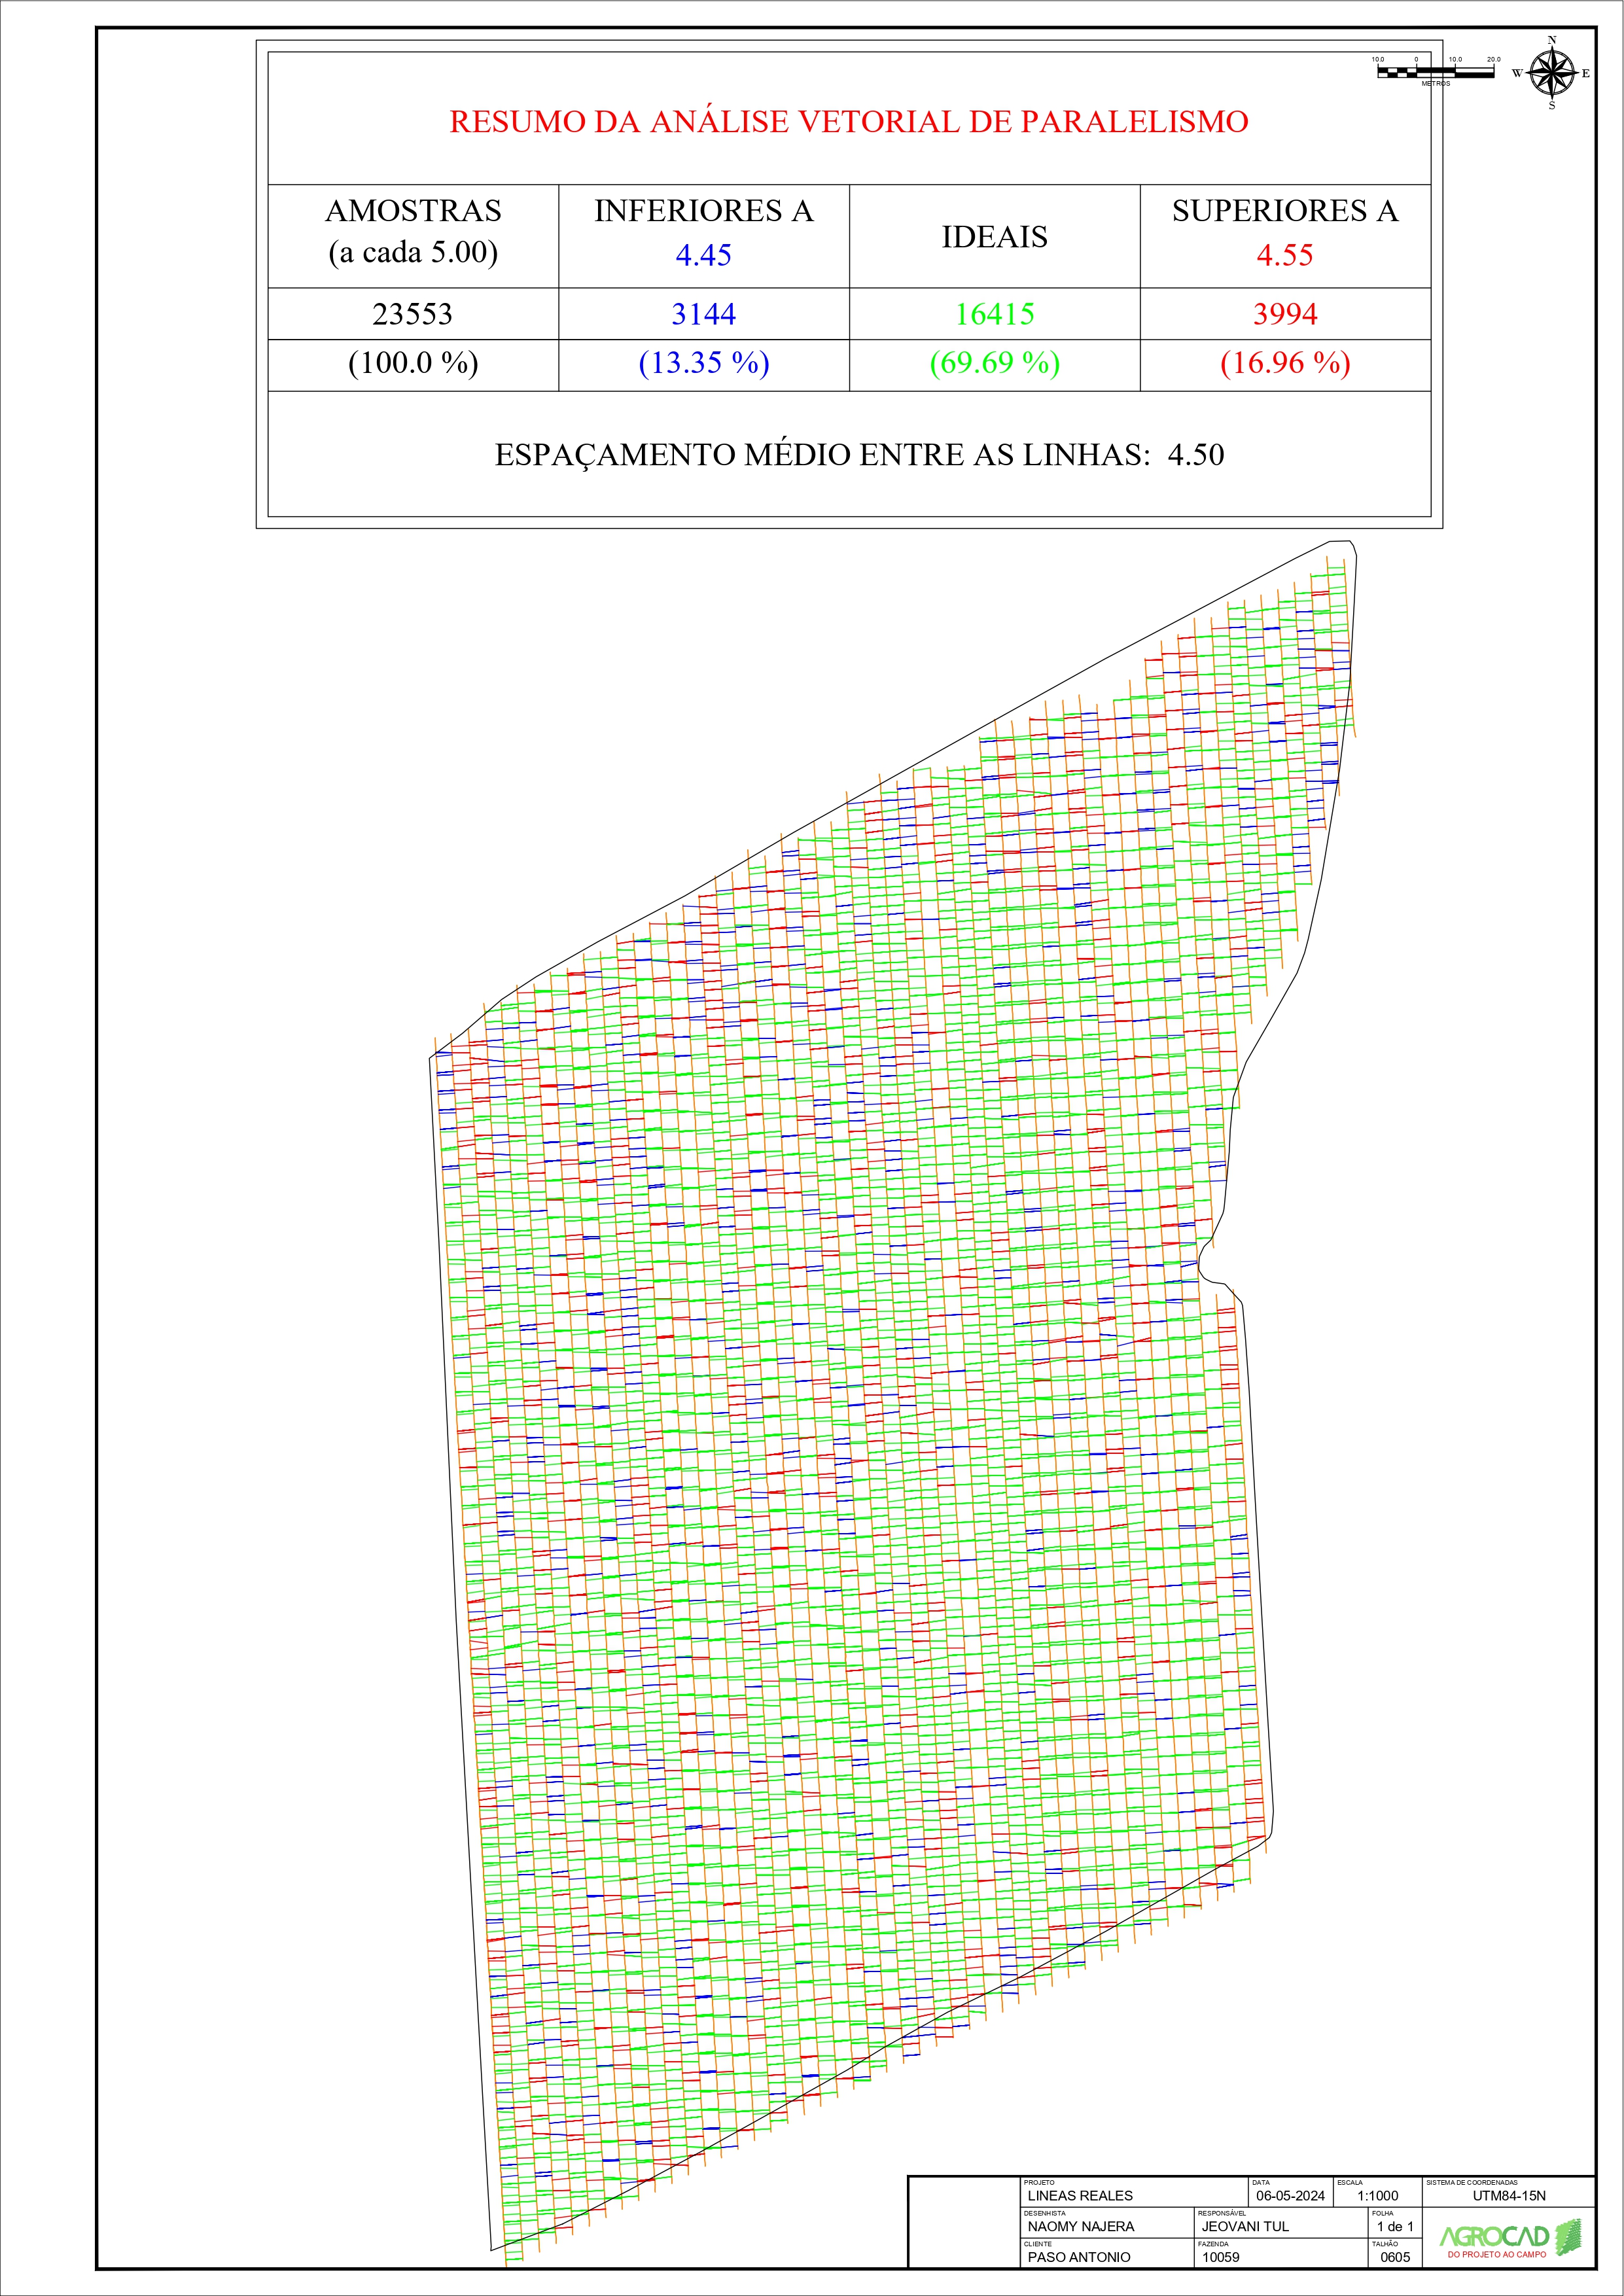 10.0 0 10.0 20.0
METROS
N
W E
S
RESUMO DA ANÁLISE VETORIAL DE PARALELISMO
AMOSTRAS
(a cada 5.00)
INFERIORES A
4.45
IDEAIS
SUPERIORES A
4.55
23553 3144 16415 3994
(100.0 %) (13.35 %) (69.69 %) (16.96 %)
ESPAÇAMENTO MÉDIO ENTRE AS LINHAS: 4.50
PROJETO DATA ESCALA SISTEMA DE COORDENADAS
LINEAS REALES 06-05-2024 1:1000 UTM84-15N
DESENHISTA RESPONSÁVEL FOLHA
NAOMY NAJERA JEOVANI TUL 1 de 1
CLIENTE FAZENDA TALHÃO
PASO ANTONIO 10059 0605
AGROCAD
DO PROJETO AO CAMPO